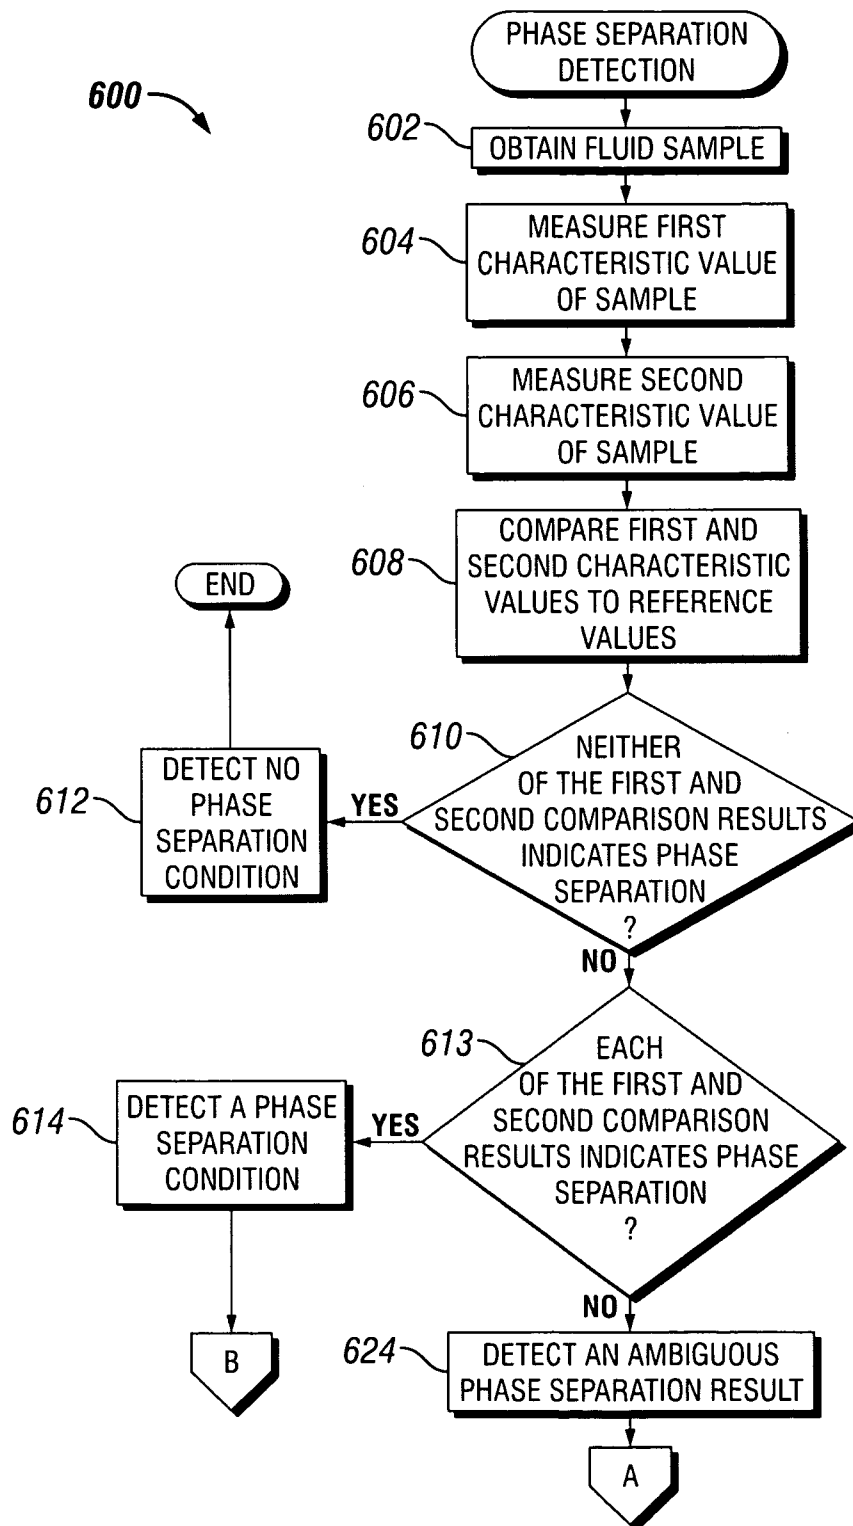 PHASE SEPARATION
DETECTION
600
602
OBTAIN FLUID SAMPLE
604
MEASURE FIRST
CHARACTERISTIC VALUE
OF SAMPLE
606
MEASURE SECOND
CHARACTERISTIC VALUE
OF SAMPLE
608
COMPARE FIRST AND
SECOND CHARACTERISTIC
VALUES TO REFERENCE
VALUES
END
610
NEITHER
OF THE FIRST AND
SECOND COMPARISON RESULTS
INDICATES PHASE
SEPARATION
?
YES
612
DETECT NO
PHASE
SEPARATION
CONDITION
NO
613
EACH
OF THE FIRST AND
SECOND COMPARISON
RESULTS INDICATES PHASE
SEPARATION
?
YES
614
DETECT A PHASE
SEPARATION
CONDITION
B
NO
624
DETECT AN AMBIGUOUS
PHASE SEPARATION RESULT
A